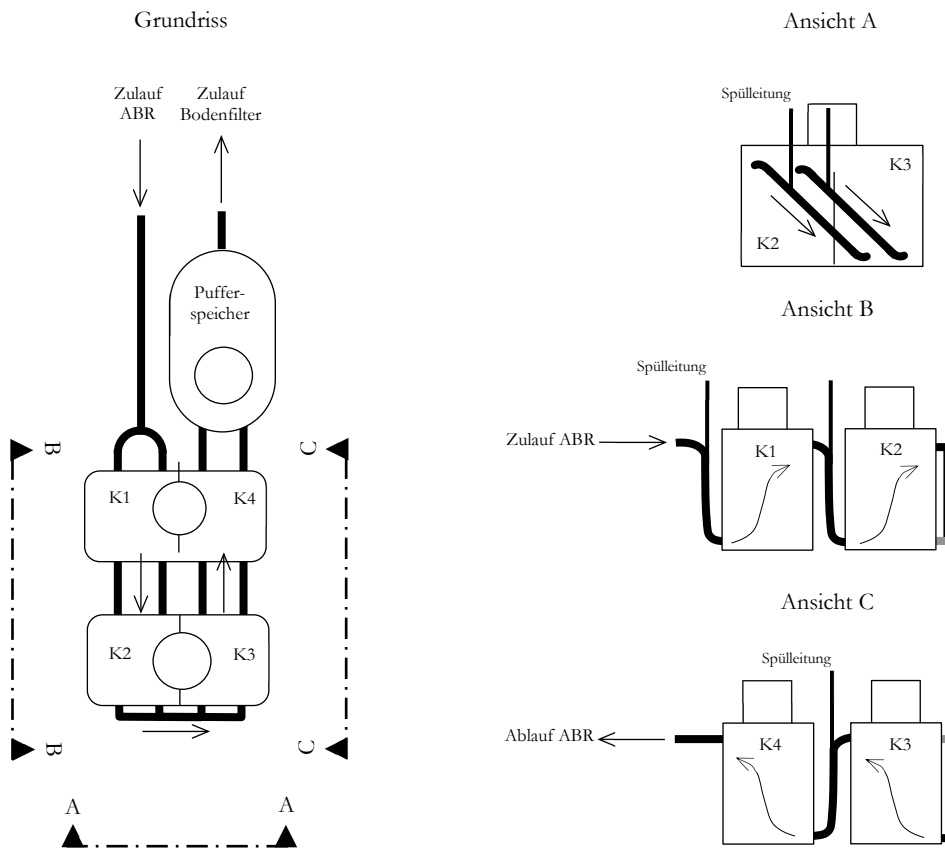 Grundriss
Zulauf
ABR
Zulauf
Bodenfilter
Puffer-
speicher
B
C
K1
K4
K2
K3
B
C
A
A
Ansicht A
Spülleitung
K3
K2
Ansicht B
Spülleitung
Zulauf ABR
K1
K2
Ansicht C
Spülleitung
Ablauf ABR
K4
K3